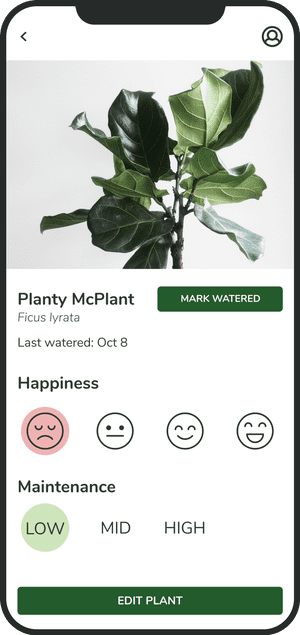 Planty McPlant
MARK WATERED
Ficus lyrata
Last watered: Oct 8
Happiness
Maintenance
LOW MID HIGH
EDIT PLANT